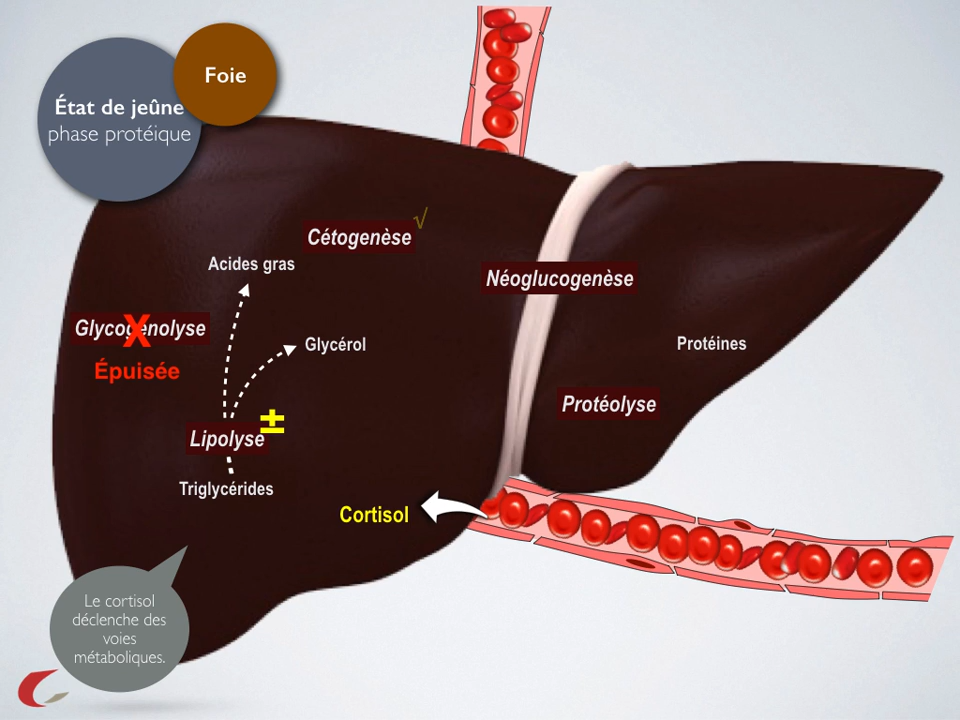 Foie
État de jeûne
phase protéique
Cétogenèse √
Acides gras
Néoglucogenèse
Glycogenolyse
X
Glycérol
Protéines
Épuisée
Protéolyse
±
Lipolyse
Triglycérides
Cortisol
Le cortisol
déclenche des
voies
métaboliques.